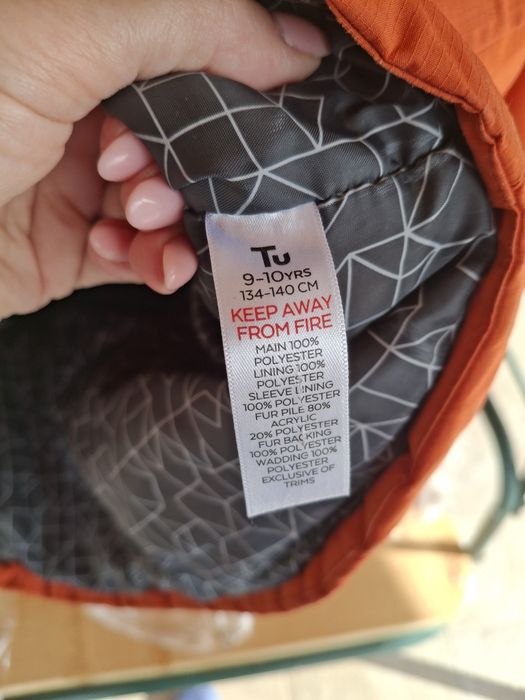 Tu
9-10YRS
134-140 CM
KEEP AWAY
FROM FIRE
MAIN 100%
POLYESTER
LINING 100%
POLYESTER
SLEEVE LINING
100% POLYESTER
FUR PILE 80%
ACRYLIC
20% POLYESTER
FUR BACKING
100% POLYESTER
WADDING 100%
POLYESTER
EXCLUSIVE OF
TRIMS